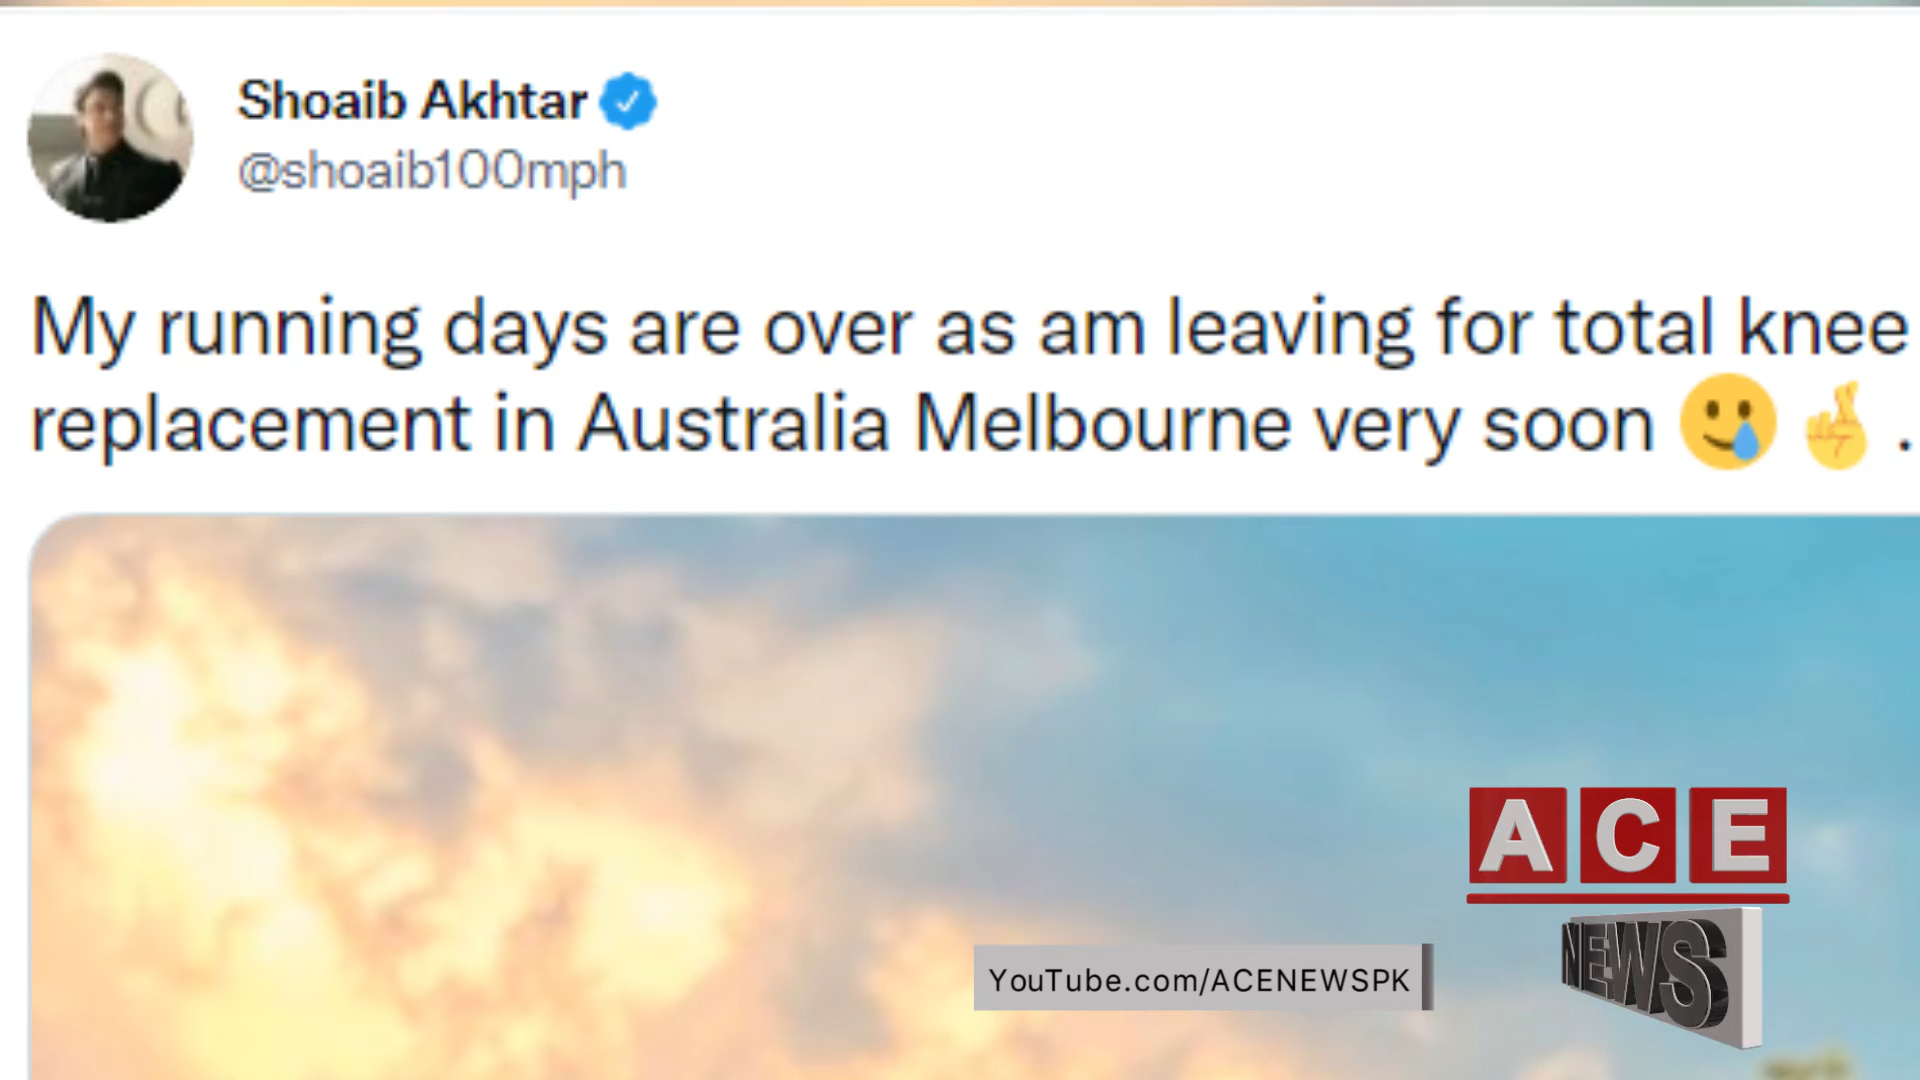 Shoaib Akhtar
@shoaib100mph
My running days are over as am leaving for total knee
replacement in Australia Melbourne very soon 🥲 🤞 .
ACE
NEWS
YouTube.com/ACENEWSPK